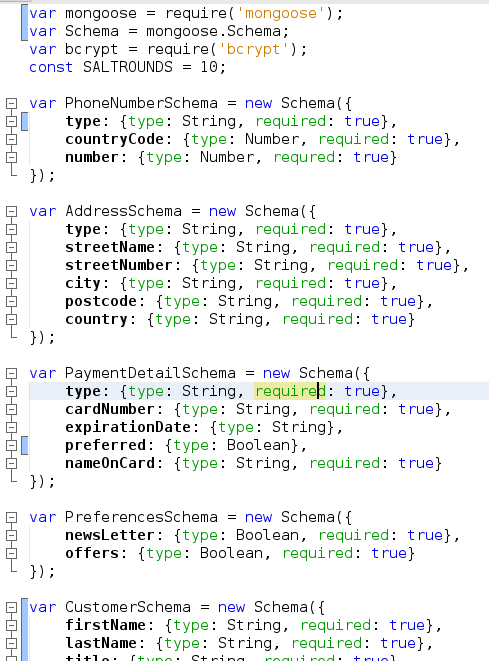 var mongoose = require('mongoose');
var Schema = mongoose.Schema;
var bcrypt = require('bcrypt');
const SALTROUNDS = 10;
var PhoneNumberSchema = new Schema({
type: {type: String, required: true},
countryCode: {type: Number, required: true},
number: {type: Number, requred: true}
});
var AddressSchema = new Schema({
type: {type: String, required: true},
streetName: {type: String, required: true},
streetNumber: {type: String, required: true},
city: {type: String, required: true},
postcode: {type: String, required: true},
country: {type: String, required: true}
});
var PaymentDetailSchema = new Schema({
type: {type: String, required: true},
cardNumber: {type: String, required: true},
expirationDate: {type: String},
preferred: {type: Boolean},
nameOnCard: {type: String, required: true}
});
var PreferencesSchema = new Schema({
newsLetter: {type: Boolean, required: true},
offers: {type: Boolean, required: true}
});
var CustomerSchema = new Schema({
firstName: {type: String, required: true},
lastName: {type: String, required: true},
title: {type: String, required: true},